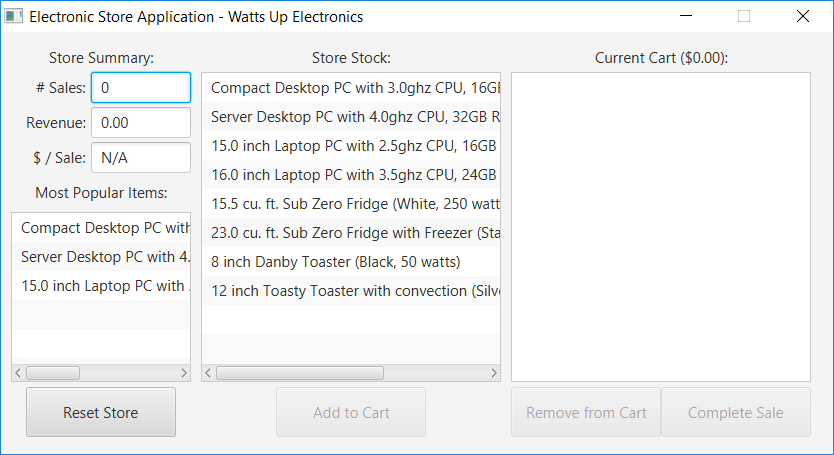 Electronic Store Application - Watts Up Electronics
Store Summary:
# Sales: 0
Revenue: 0.00
$ / Sale: N/A
Most Popular Items:
Compact Desktop PC with
Server Desktop PC with 4.
15.0 inch Laptop PC with
Reset Store
Store Stock:
Compact Desktop PC with 3.0ghz CPU, 16G
Server Desktop PC with 4.0ghz CPU, 32GB R
15.0 inch Laptop PC with 2.5ghz CPU, 16GB
16.0 inch Laptop PC with 3.5ghz CPU, 24GB
15.5 cu. ft. Sub Zero Fridge (White, 250 watt
23.0 cu. ft. Sub Zero Fridge with Freezer (Sta
8 inch Danby Toaster (Black, 50 watts)
12 inch Toasty Toaster with convection (Silv
Add to Cart
Current Cart ($0.00):
Remove from Cart
Complete Sale